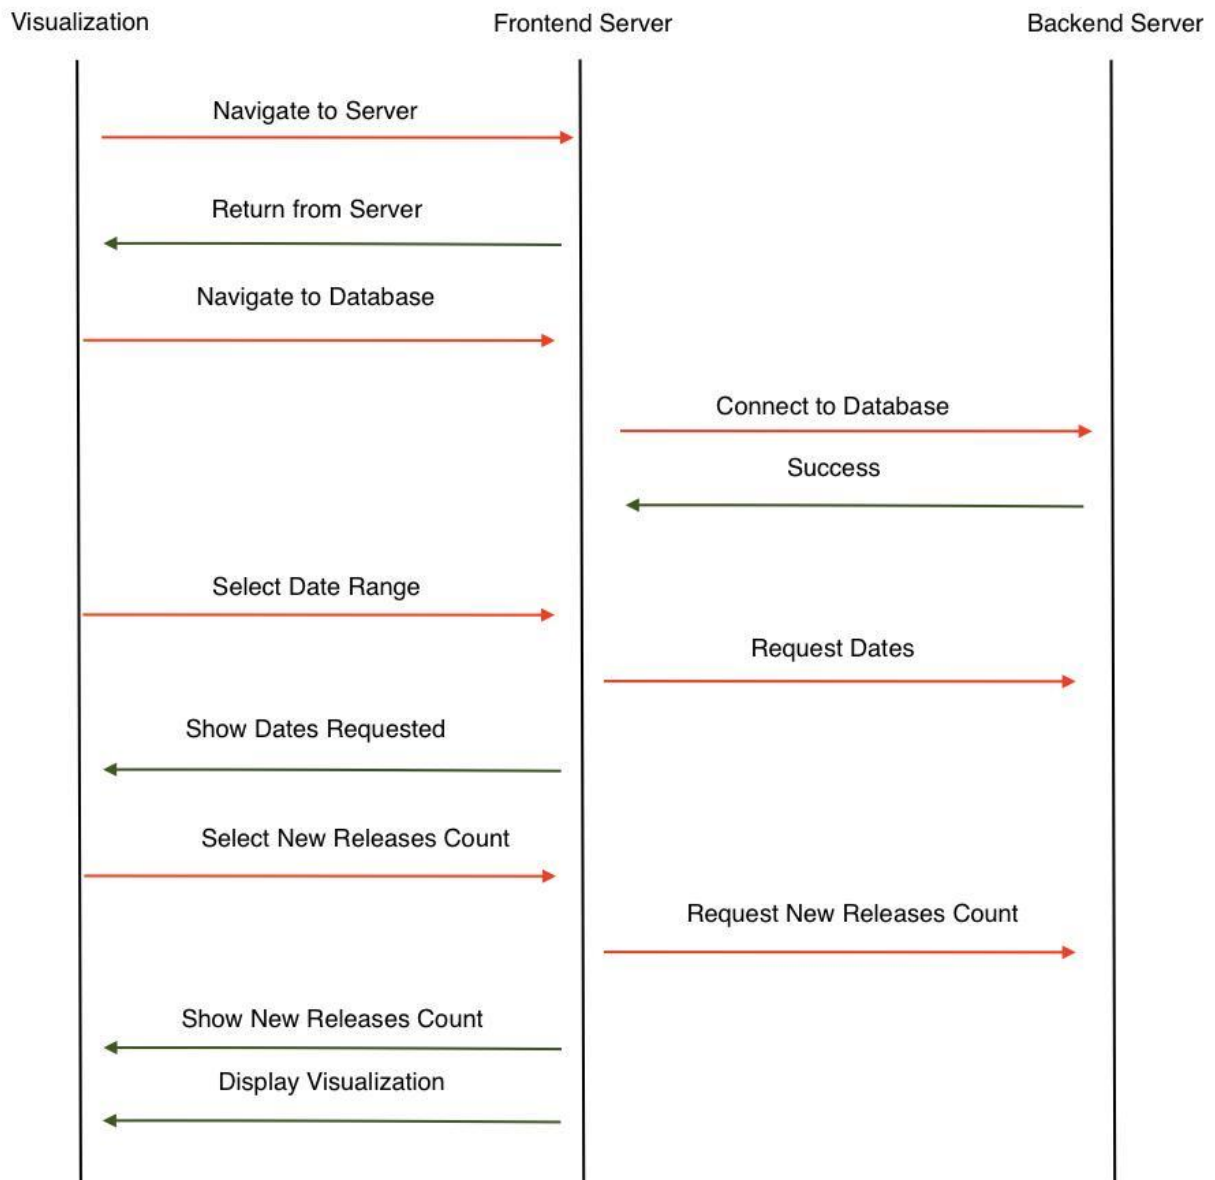 Visualization
Frontend Server
Backend Server
Navigate to Server
Return from Server
Navigate to Database
Connect to Database
Success
Select Date Range
Request Dates
Show Dates Requested
Select New Releases Count
Request New Releases Count
Show New Releases Count
Display Visualization